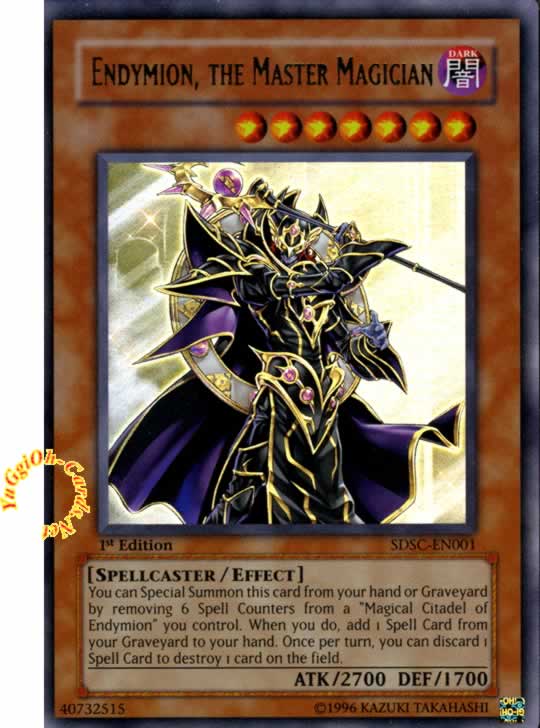 DARK
ENDYMION, THE MASTER MAGICIAN 闇
YuGgiOh-Cards.Net
1st Edition SDSC-EN001
[SPELLCASTER / EFFECT]
You can Special Summon this card from your hand or Graveyard
by removing 6 Spell Counters from a "Magical Citadel of
Endymion" you control. When you do, add 1 Spell Card from
your Graveyard to your hand. Once per turn, you can discard 1
Spell Card to destroy 1 card on the field.
ATK/2700 DEF/1700
40732515 ©1996 KAZUKI TAKAHASHI